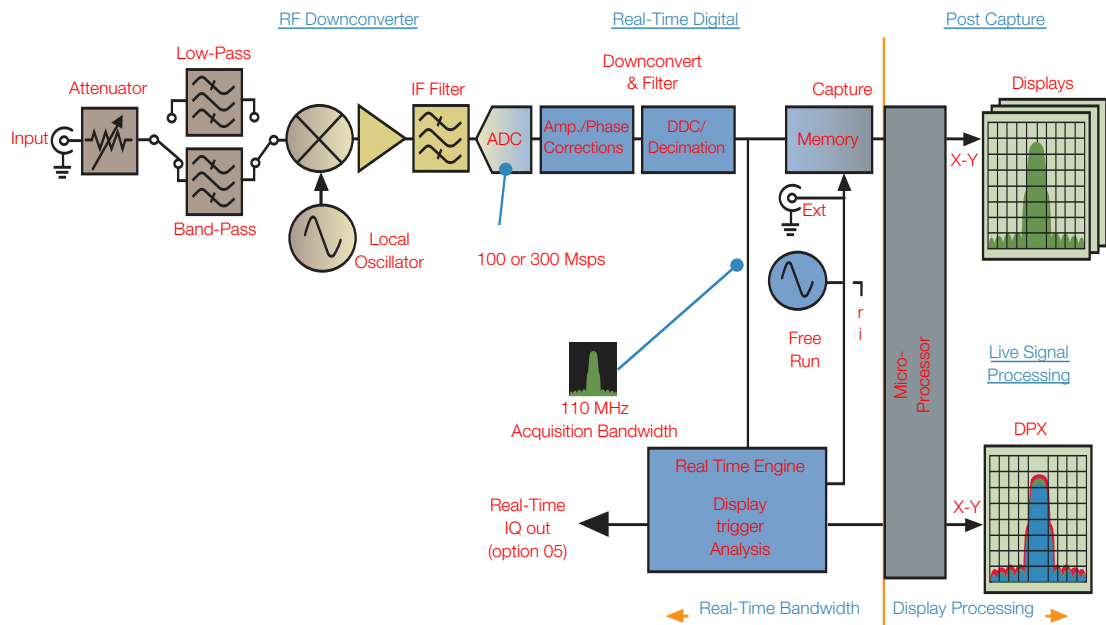 RF Downconverter
Real-Time Digital
Post Capture
Low-Pass
Attenuator
Input
Band-Pass
Local
Oscillator
IF Filter
ADC
100 or 300 Msps
Downconvert
& Filter
Amp./Phase
Corrections
DDC/
Decimation
Capture
Memory
Ext
Free
Run
r
i
Micro-
Processor
Displays
X-Y
Live Signal
Processing
DPX
X-Y
110 MHz
Acquisition Bandwidth
Real Time Engine
Display
trigger
Analysis
Real-Time
IQ out
(option 05)
Real-Time Bandwidth
Display Processing